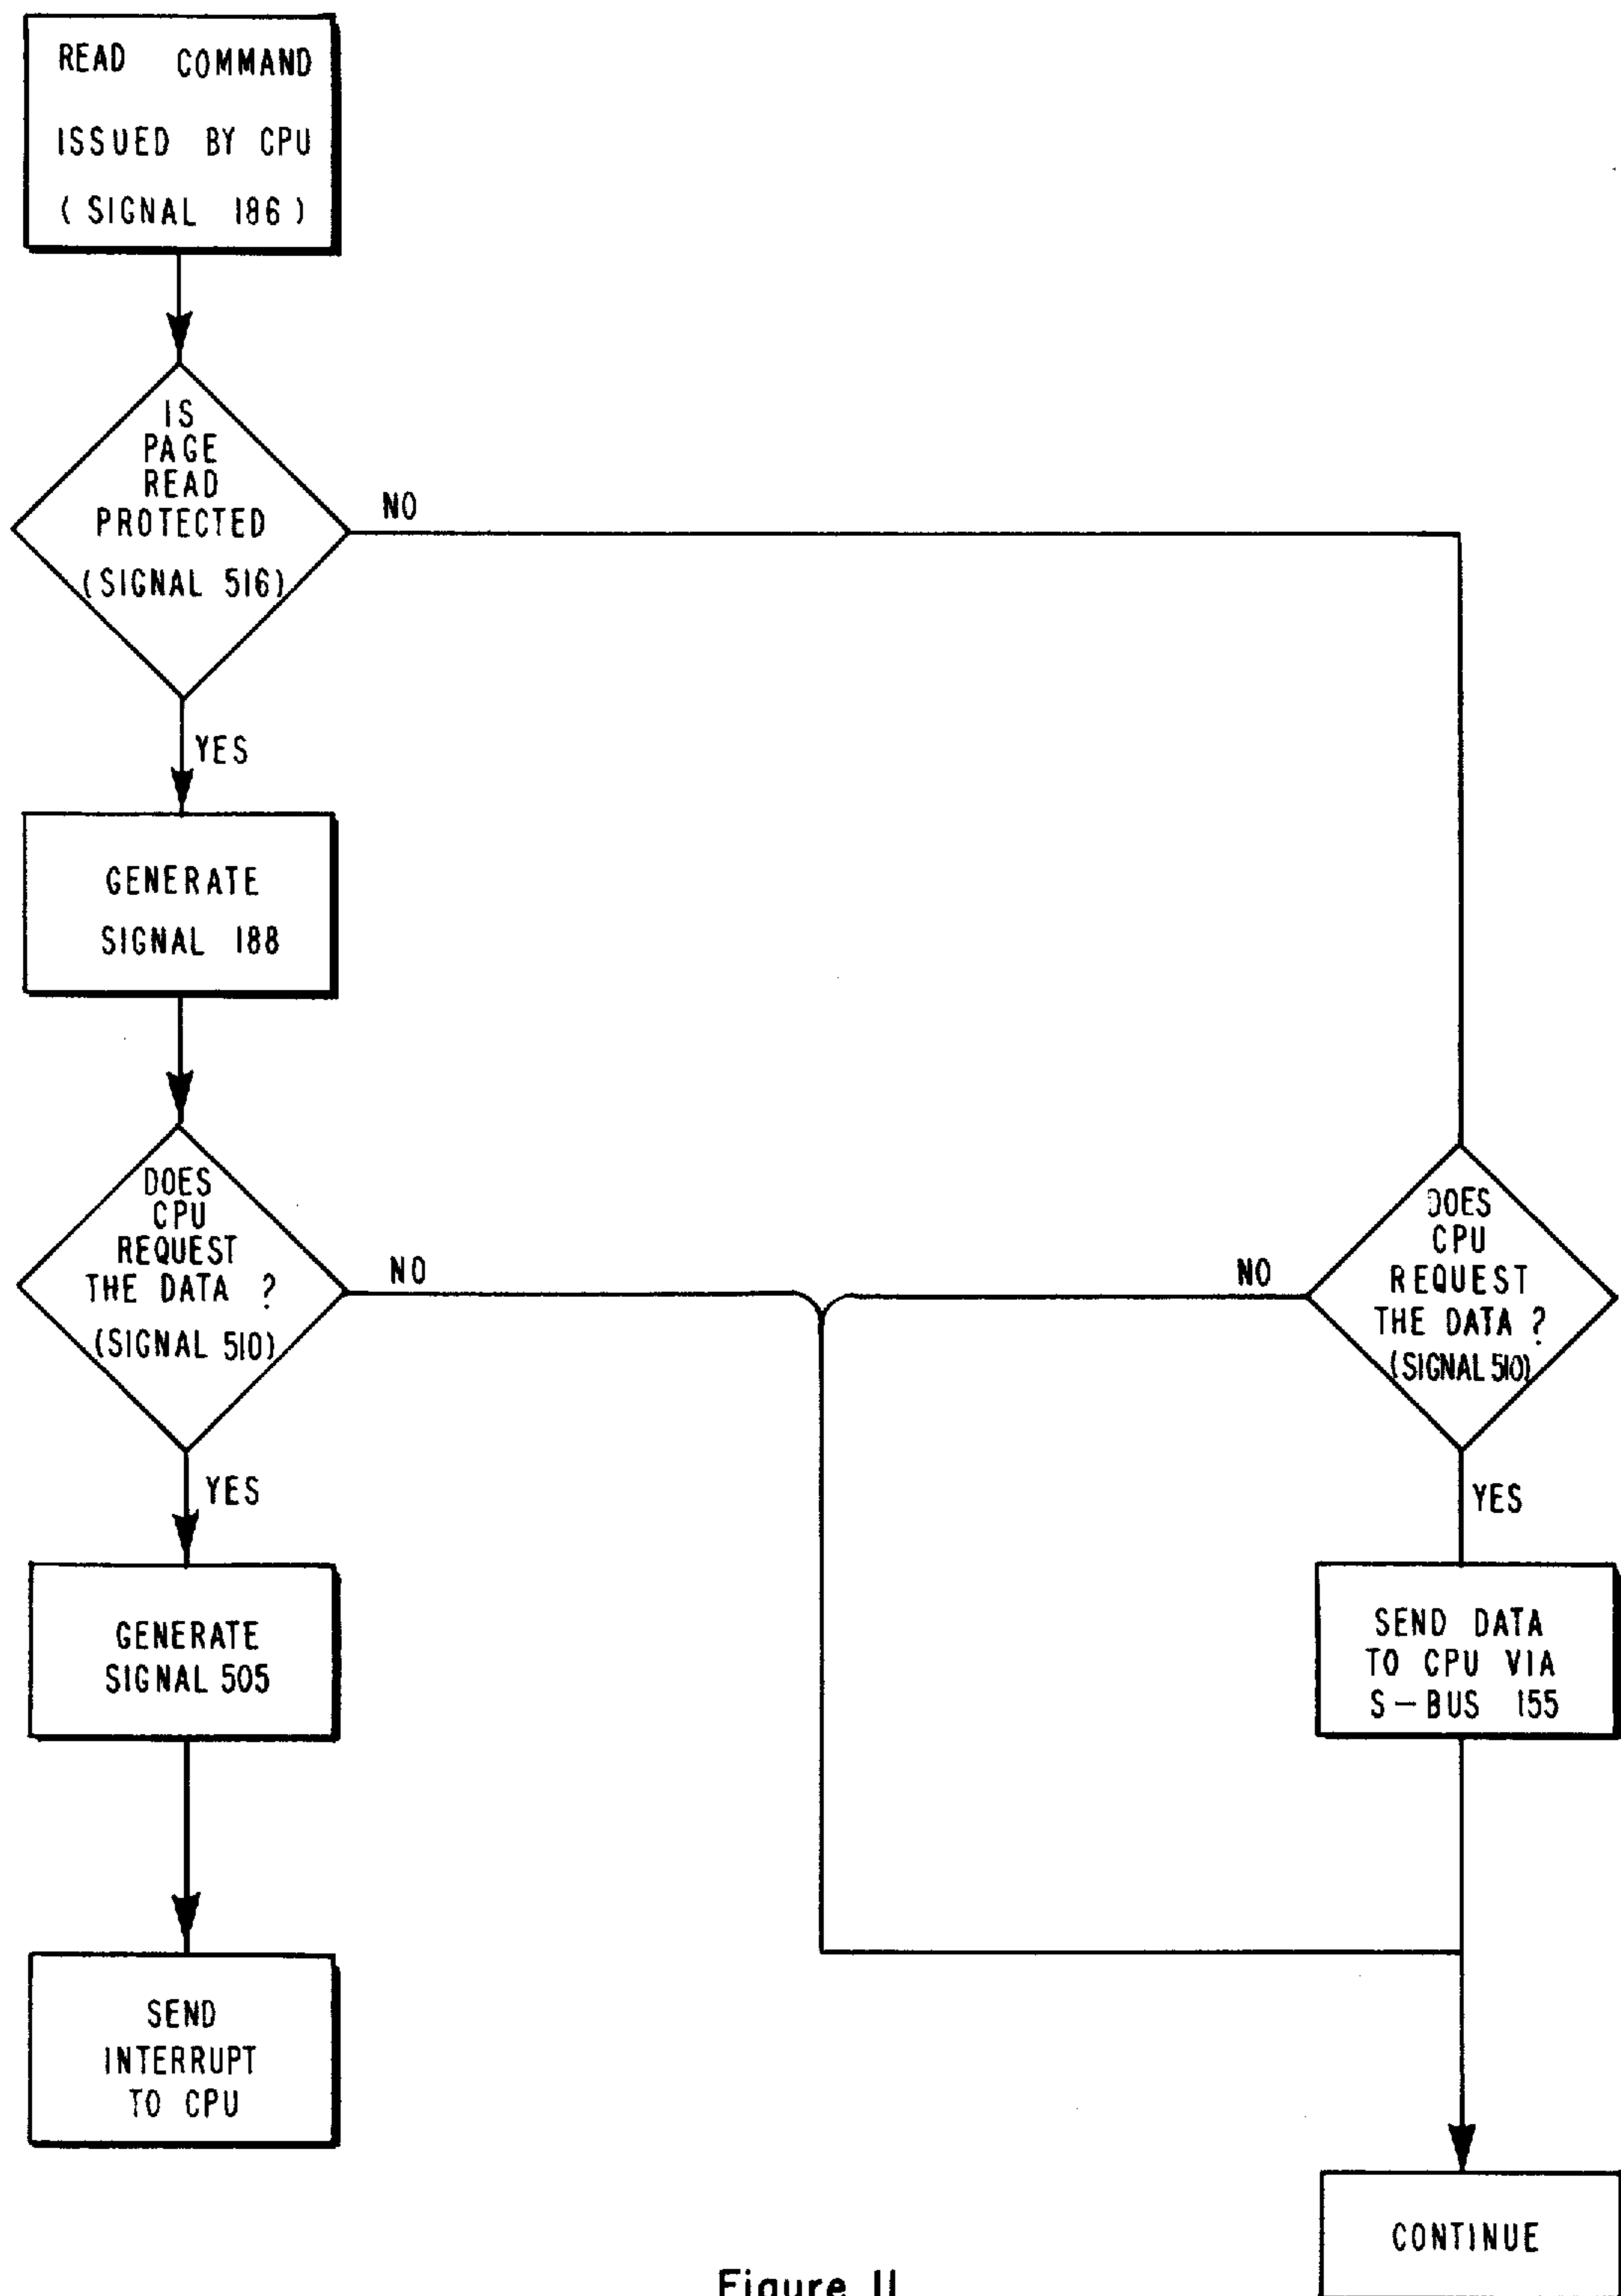 READ COMMAND
ISSUED BY CPU
(SIGNAL 186)
IS
PAGE
READ
PROTECTED
(SIGNAL 516)
NO
YES
GENERATE
SIGNAL 188
DOES
CPU
REQUEST
THE DATA ?
(SIGNAL 510)
NO
YES
GENERATE
SIGNAL 505
SEND
INTERRUPT
TO CPU
NO
DOES
CPU
REQUEST
THE DATA ?
(SIGNAL 510)
YES
SEND DATA
TO CPU VIA
S-BUS 155
CONTINUE
Figure 11